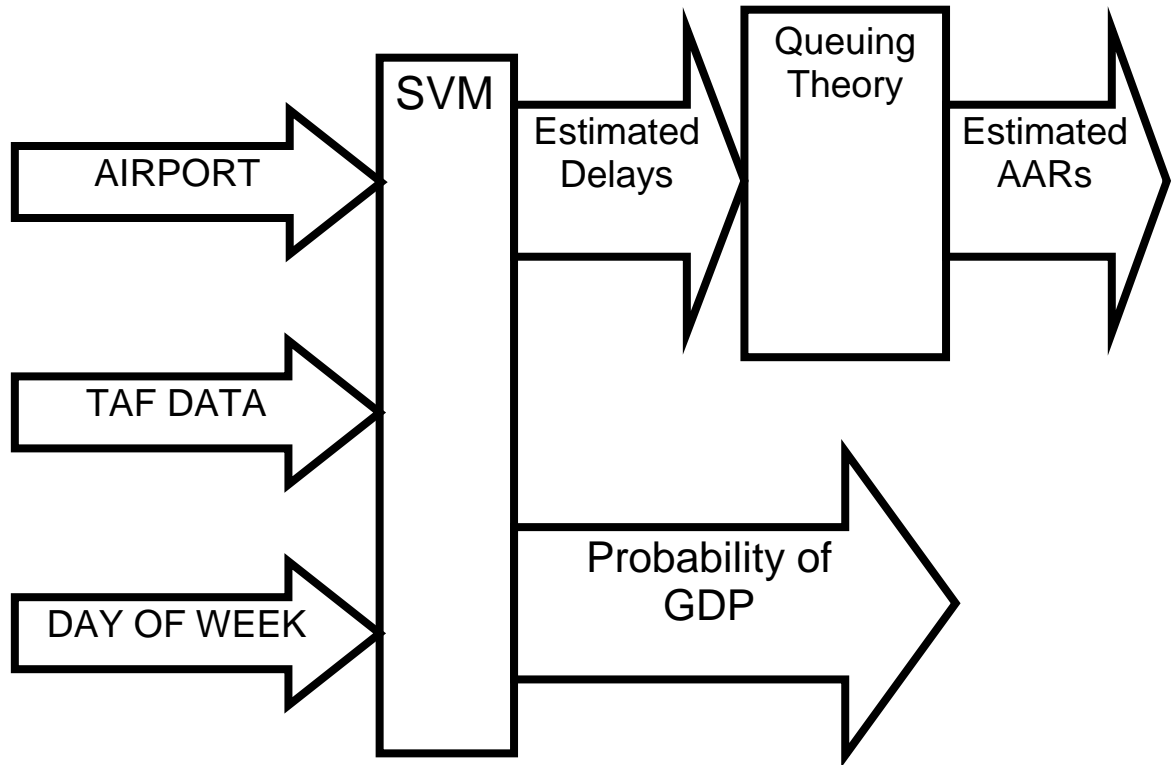 AIRPORT
TAF DATA
DAY OF WEEK
SVM
Estimated
Delays
Queuing
Theory
Estimated
AARs
Probability of
GDP